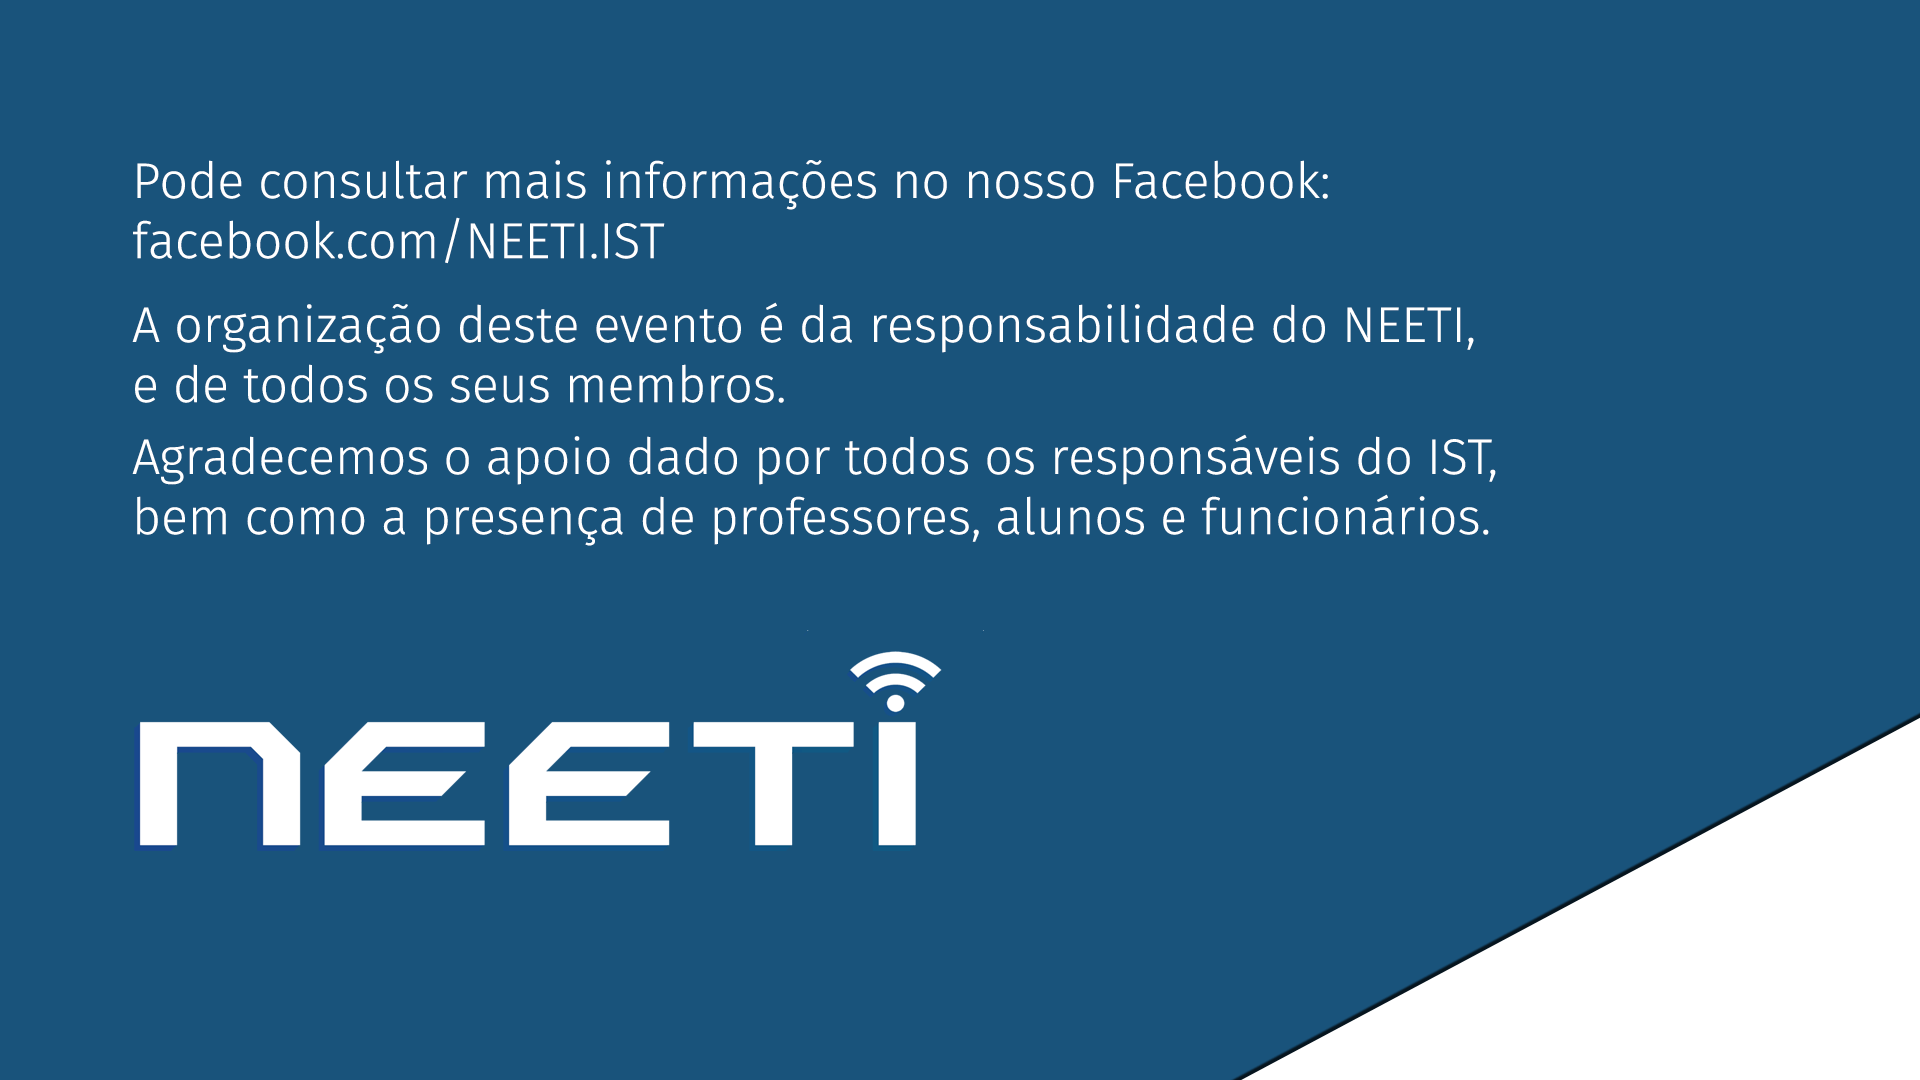 Pode consultar mais informações no nosso Facebook:
facebook.com/NEETI.IST
A organização deste evento é da responsabilidade do NEETI,
e de todos os seus membros.
Agradecemos o apoio dado por todos os responsáveis do IST,
bem como a presença de professores, alunos e funcionários.
NEETi